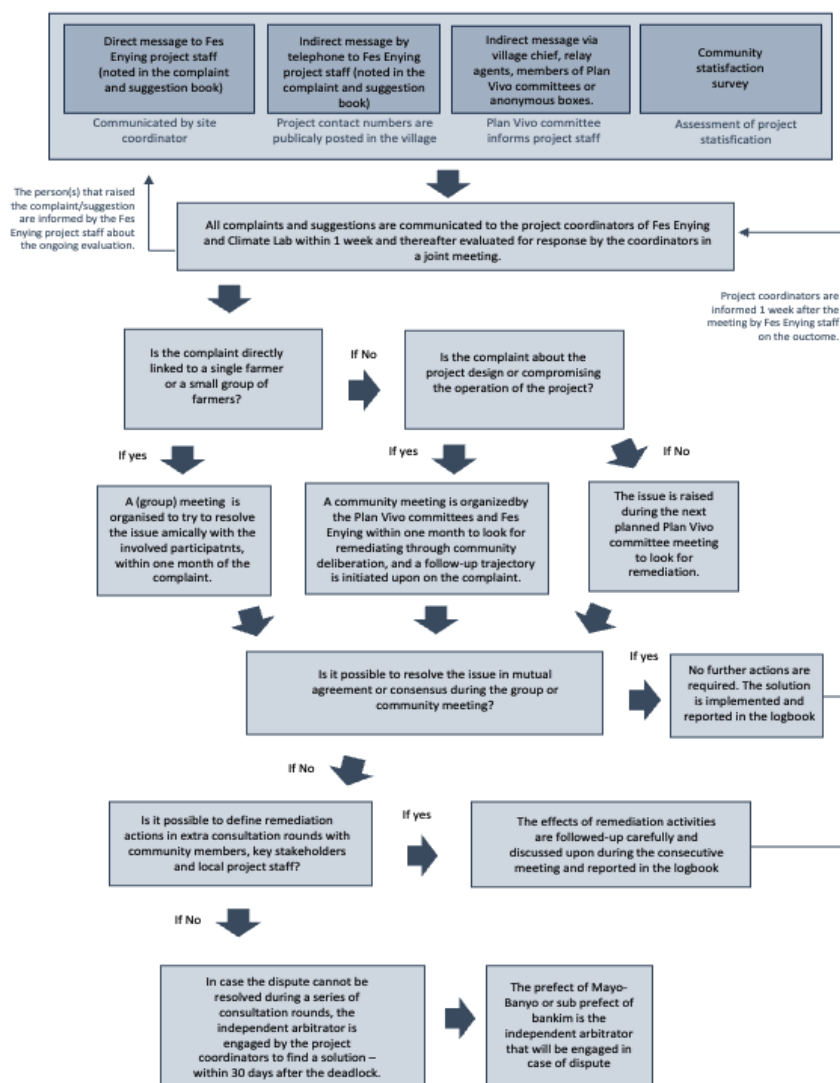 Direct message to Fes
Enying project staff
(noted in the complaint
and suggestion book)
Communicated by site
coordinator
Indirect message by
telephone to Fes Enying
project staff (noted in the
complaint and suggestion
book)
Project contact numbers are
publicaly posted in the village
Indirect message via
village chief, relay
agents, members of Plan
Vivo committees or
anonymous boxes.
Plan Vivo committee
informs project staff
Community
statisfaction
survey
Assessment of project
statisfication
The person(s) that raised
the complaint/suggestion
are informed by the Fes
Enying project staff about
the ongoing evaluation.
All complaints and suggestions are communicated to the project coordinators of Fes Enying
and Climate Lab within 1 week and thereafter evaluated for response by the coordinators in
a joint meeting.
Project coordinators are
informed 1 week after the
meeting by Fes Enying staff
on the ouctome.
Is the complaint directly
linked to a single farmer
or a small group of
farmers?
If No
Is the complaint about the
project design or compromising
the operation of the project?
If yes
If yes
If No
A (group) meeting is
organised to try to resolve
the issue amically with the
involved participatnts,
within one month of the
complaint.
A community meeting is organizedby
the Plan Vivo committees and Fes
Enying within one month to look for
remediating through community
deliberation, and a follow-up trajectory
is initiated upon on the complaint.
The issue is raised
during the next
planned Plan Vivo
committee meeting
to look for
remediation.
Is it possible to resolve the issue in mutual
agreement or consensus during the group or
community meeting?
If yes
No further actions are
required. The solution
is implemented and
reported in the logbook
If No
Is it possible to define remediation
actions in extra consultation rounds with
community members, key stakeholders
and local project staff?
If yes
The effects of remediation activities
are followed-up carefully and
discussed upon during the consecutive
meeting and reported in the logbook
If No
In case the dispute cannot be
resolved during a series of
consultation rounds, the
independent arbitrator is
engaged by the project
coordinators to find a solution –
within 30 days after the deadlock.
The prefect of Mayo-
Banyo or sub prefect of
bankim is the
independent arbitrator
that will be engaged in
case of dispute